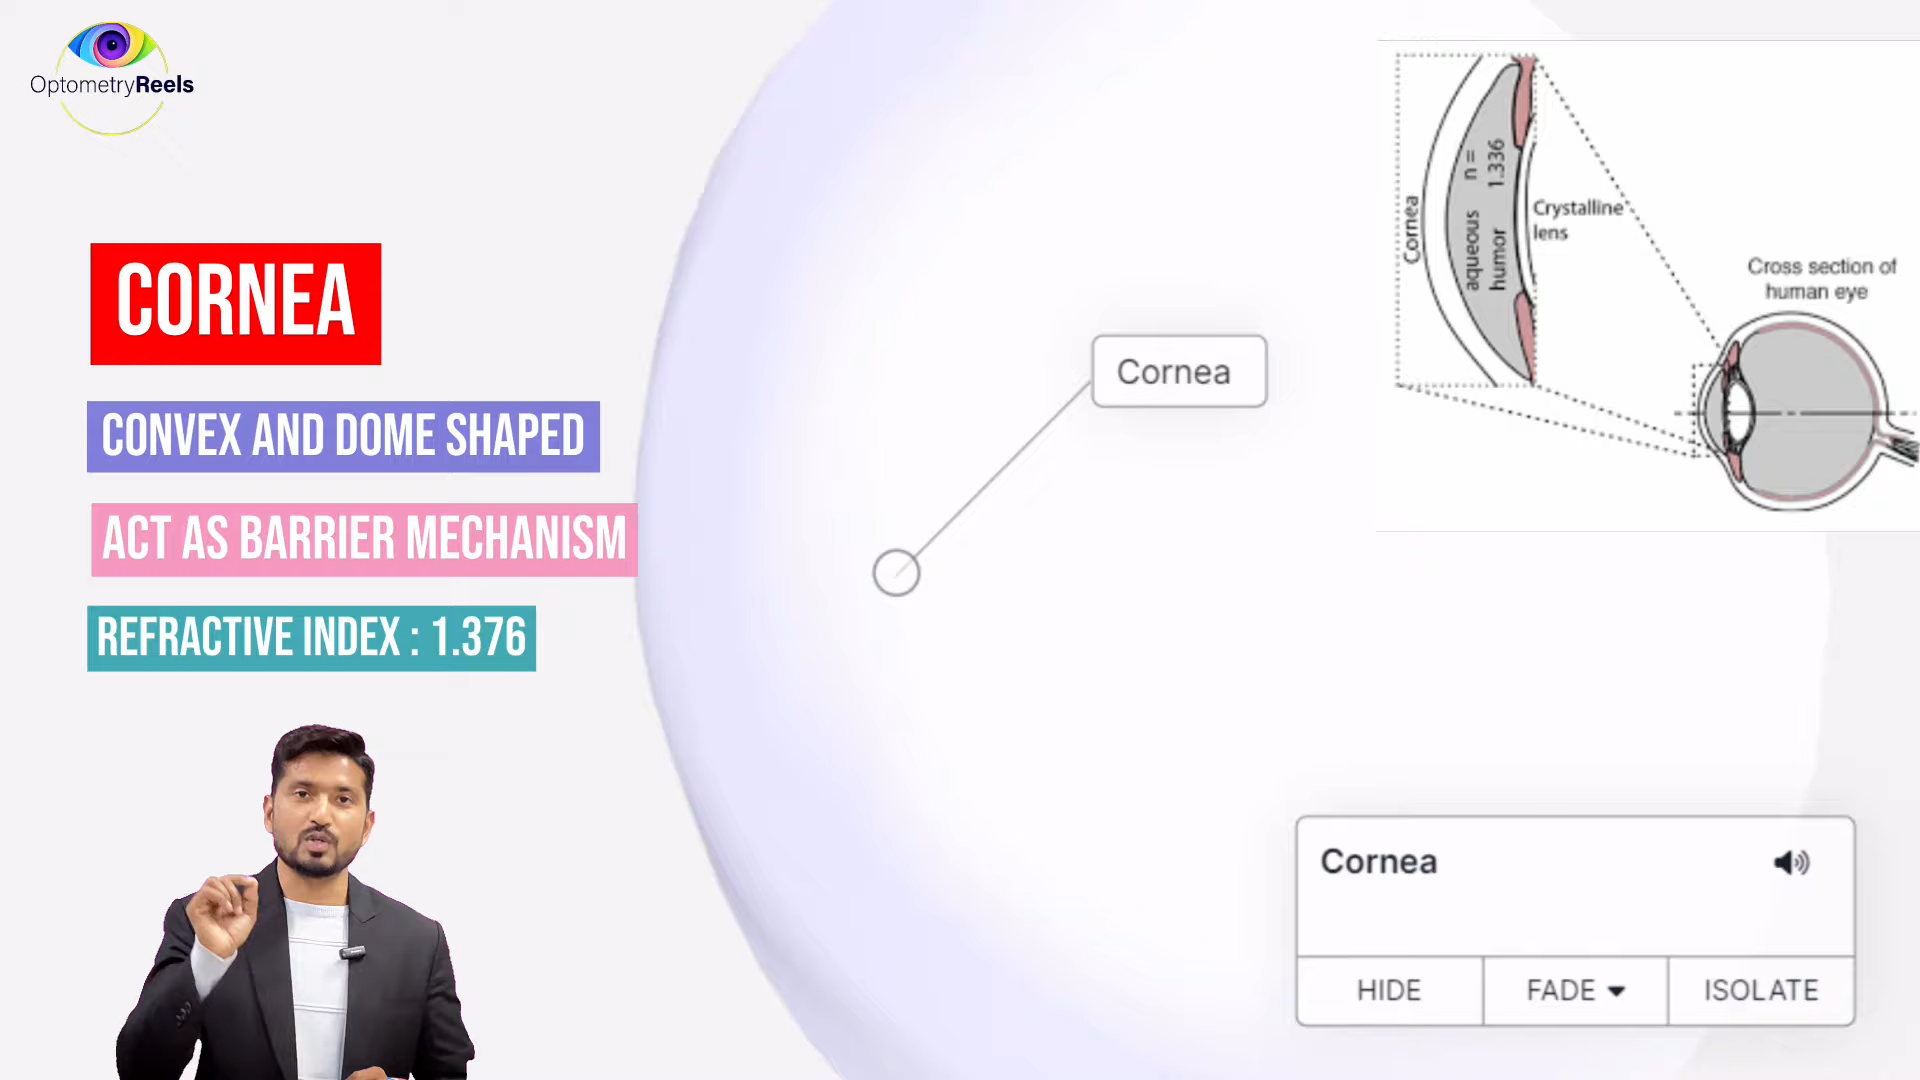 OptometryReels
CORNEA
CONVEX AND DOME SHAPED
ACT AS BARRIER MECHANISM
REFRACTIVE INDEX : 1.376
Cornea
Cornea
aqueous n =
humor 1.336
Crystalline
lens
Cross section of
human eye
Cornea
HIDE
FADE
ISOLATE